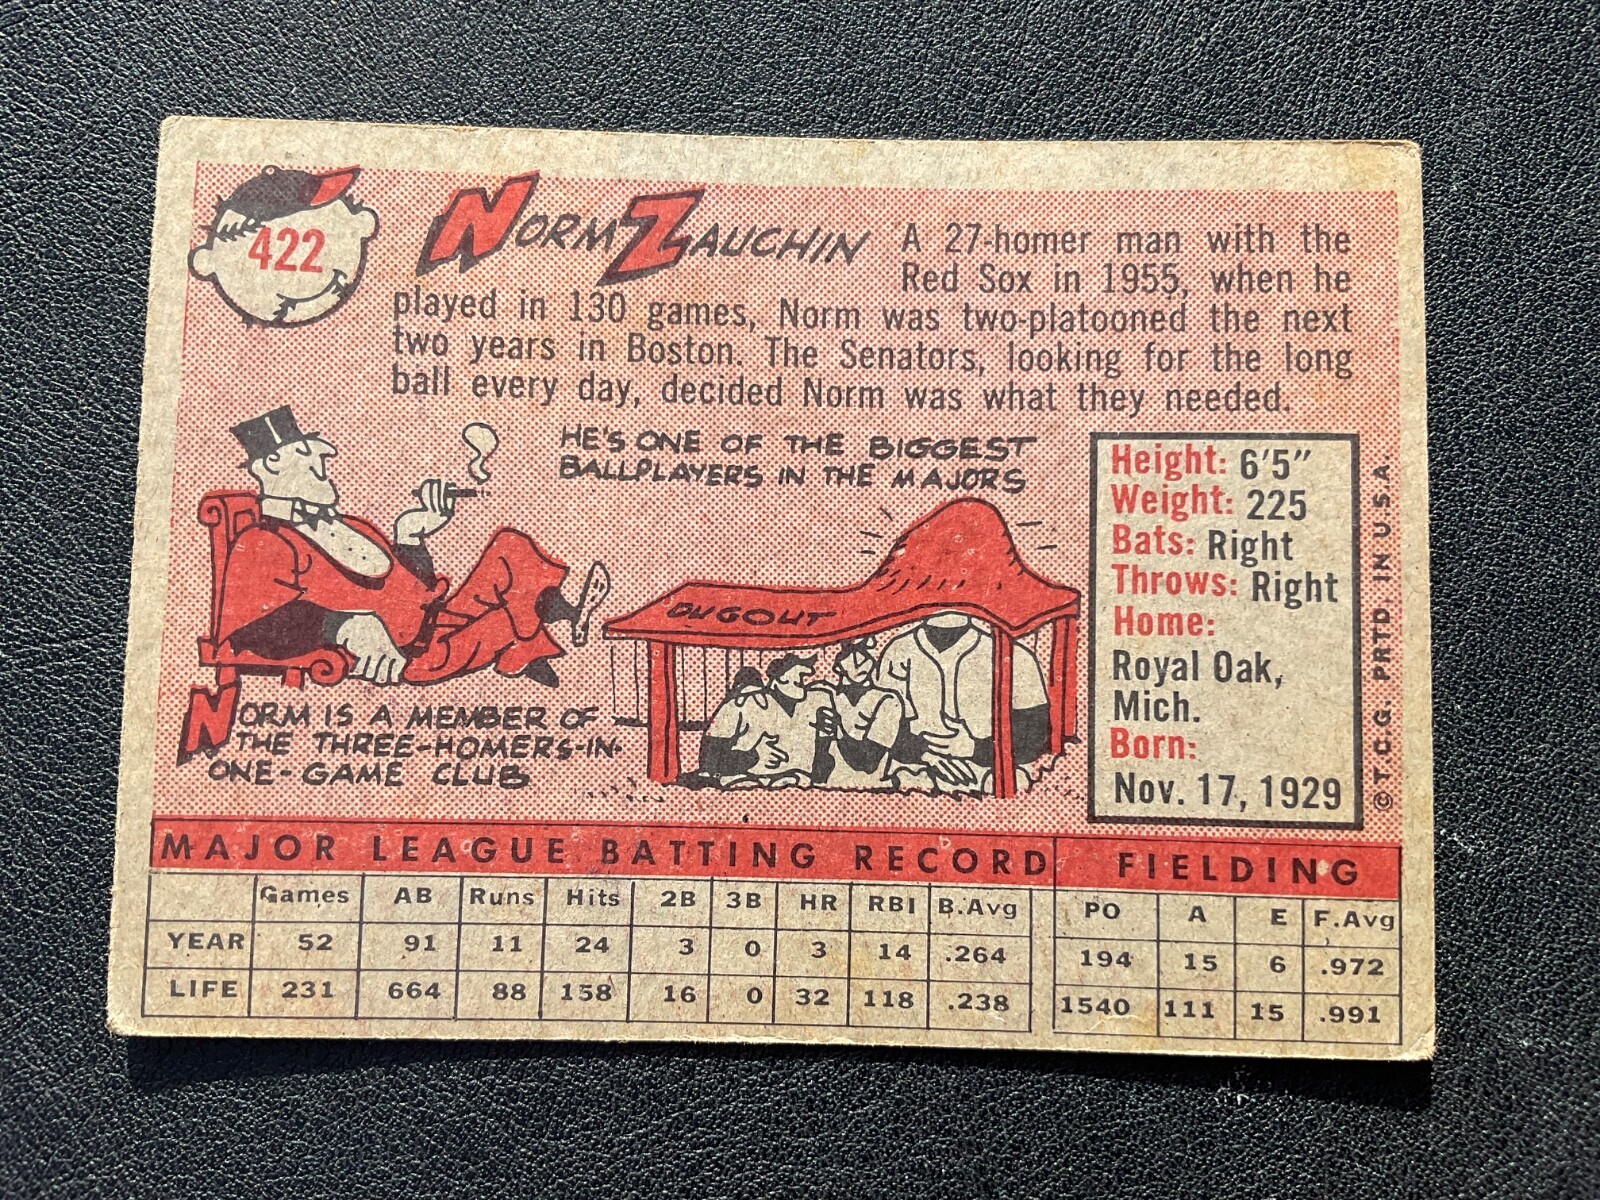 422
NORM ZAUCHIN
A 27-homer man with the
Red Sox in 1955, when he
played in 130 games, Norm was two-platooned the next
two years in Boston. The Senators, looking for the long
ball every day, decided Norm was what they needed.
HE'S ONE OF THE BIGGEST
BALLPLAYERS IN THE MAJORS
DUGOUT
NORM IS A MEMBER OF
THE THREE-HOMERS-IN-
ONE-GAME CLUB
Height: 6'5"
Weight: 225
Bats: Right
Throws: Right
Home:
Royal Oak,
Mich.
Born:
Nov. 17, 1929
© T.C.G. PRTD. IN U.S.A.
MAJOR LEAGUE BATTING RECORD FIELDING
Games AB Runs Hits 2B 3B HR RBI B.Avg PO A E F.Avg
YEAR 52 91 11 24 3 0 3 14 .264 194 15 6 .972
LIFE 231 664 88 158 16 0 32 118 .238 1540 111 15 .991